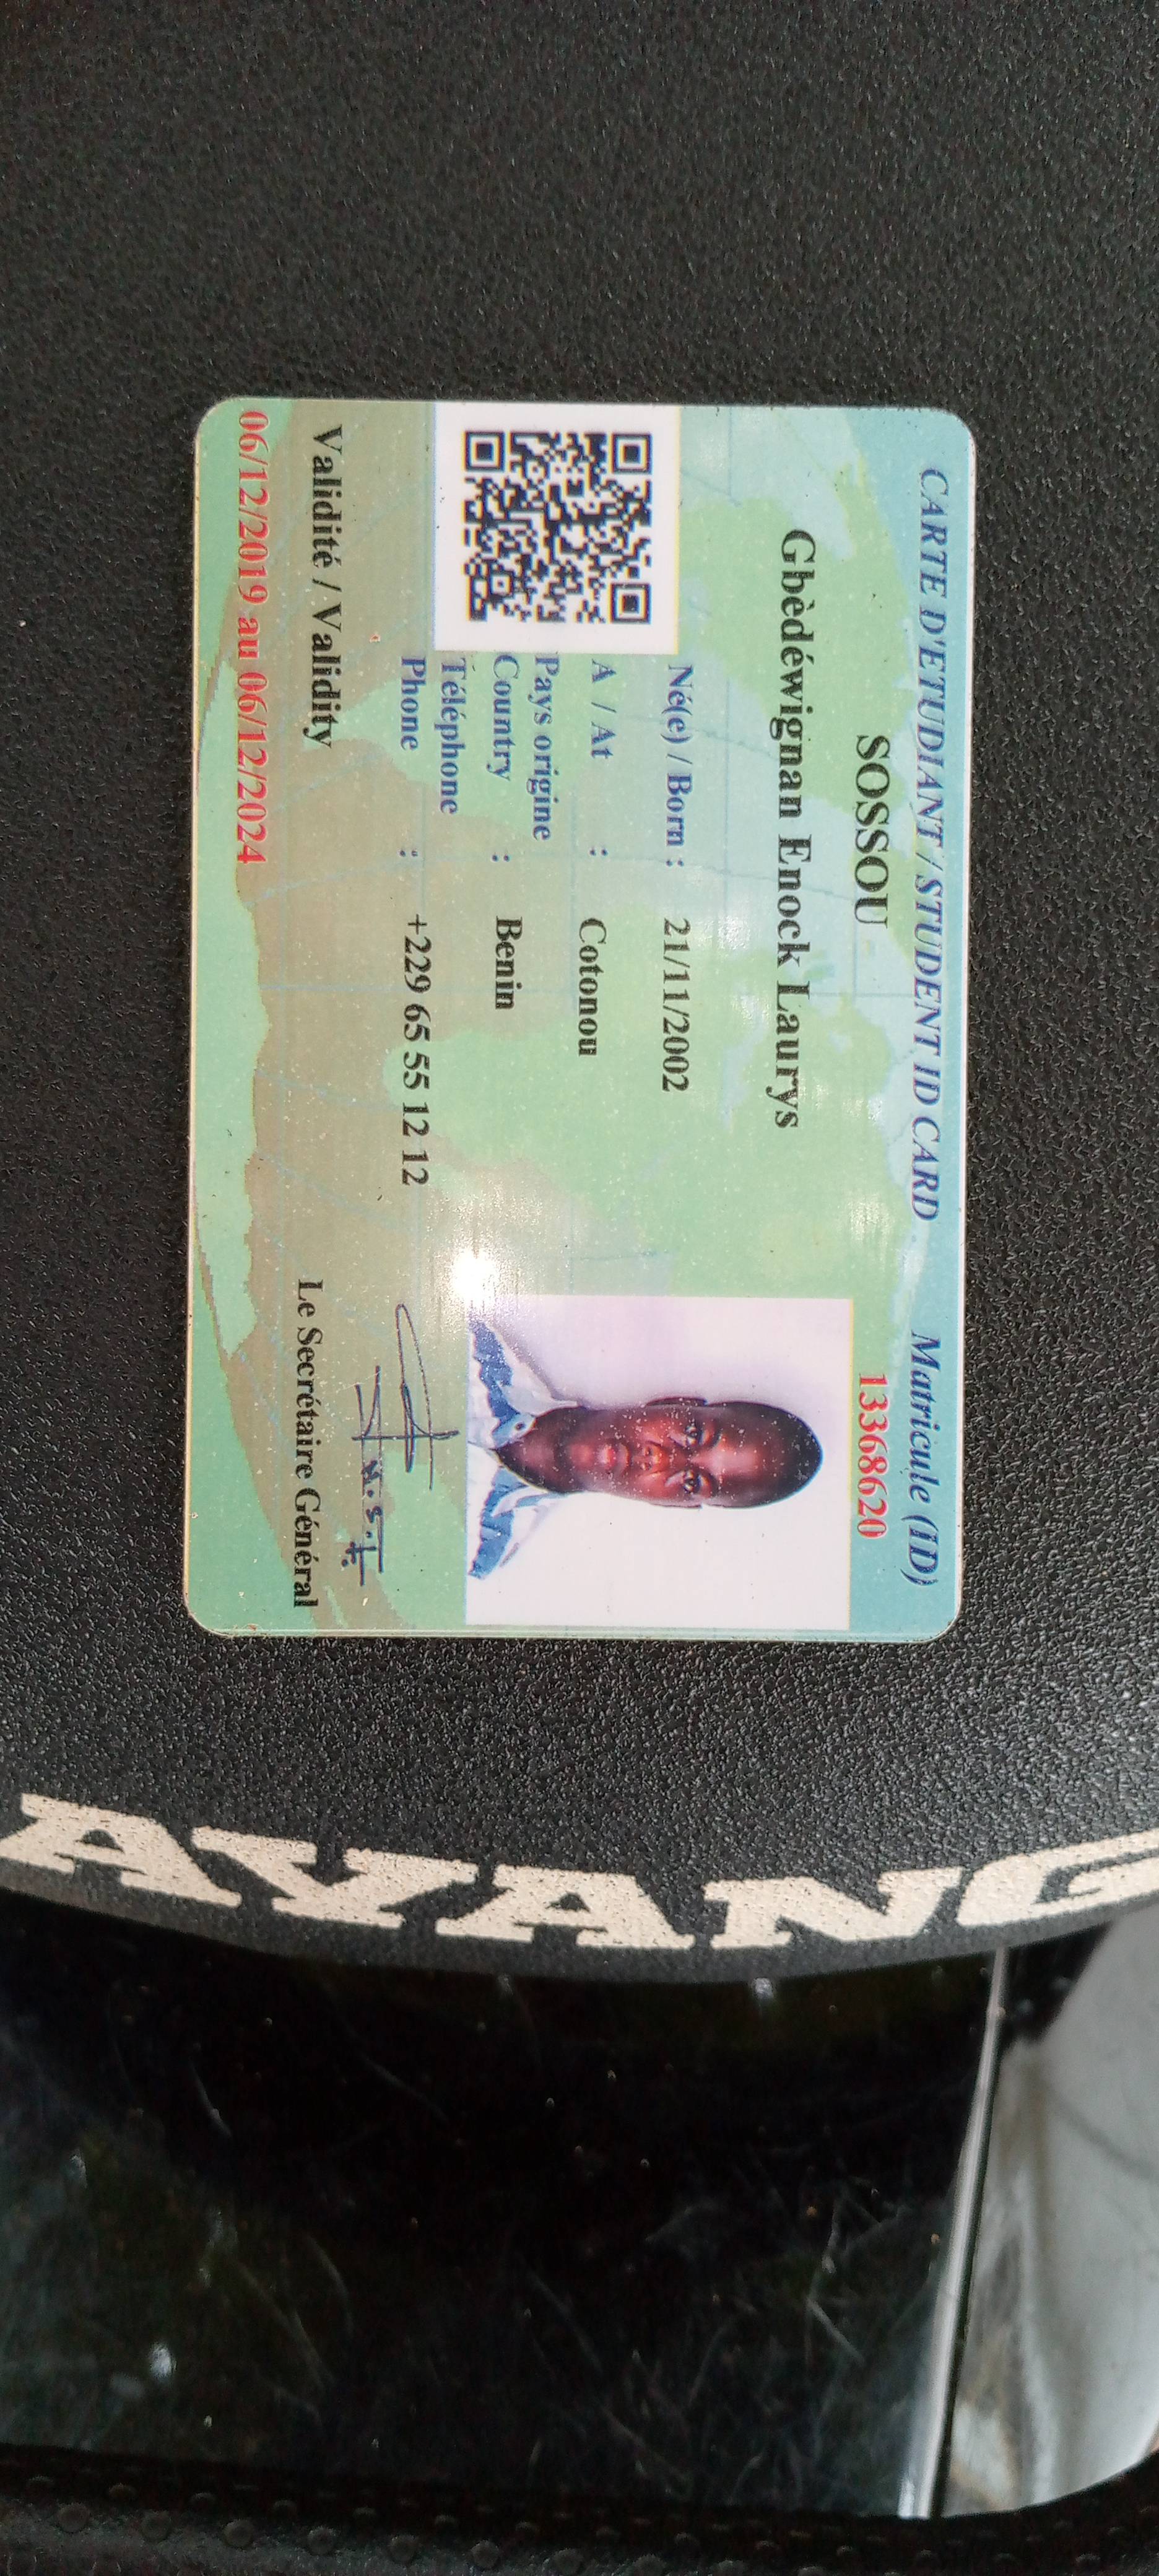 CARTE D'ETUDIANT / STUDENT ID CARD
Matricule (ID)
13368620
SOSSOU
Gbèdéwignan Enock Laurys
Né(e) / Born : 21/11/2002
A / At : Cotonou
Pays origine
Country : Benin
Téléphone
Phone : +229 65 55 12 12
Validité / Validity
06/12/2019 au 06/12/2024
Le Secrétaire Général
AYANG